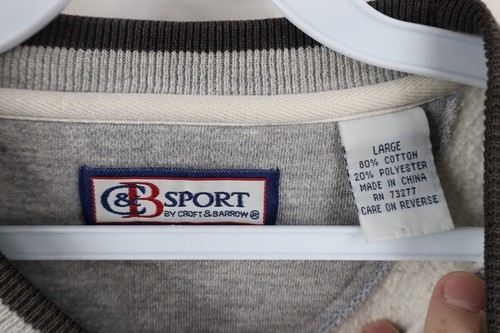 C&B SPORT
BY CROFT & BARROW®
LARGE
80% COTTON
20% POLYESTER
MADE IN CHINA
RN 73277
CARE ON REVERSE